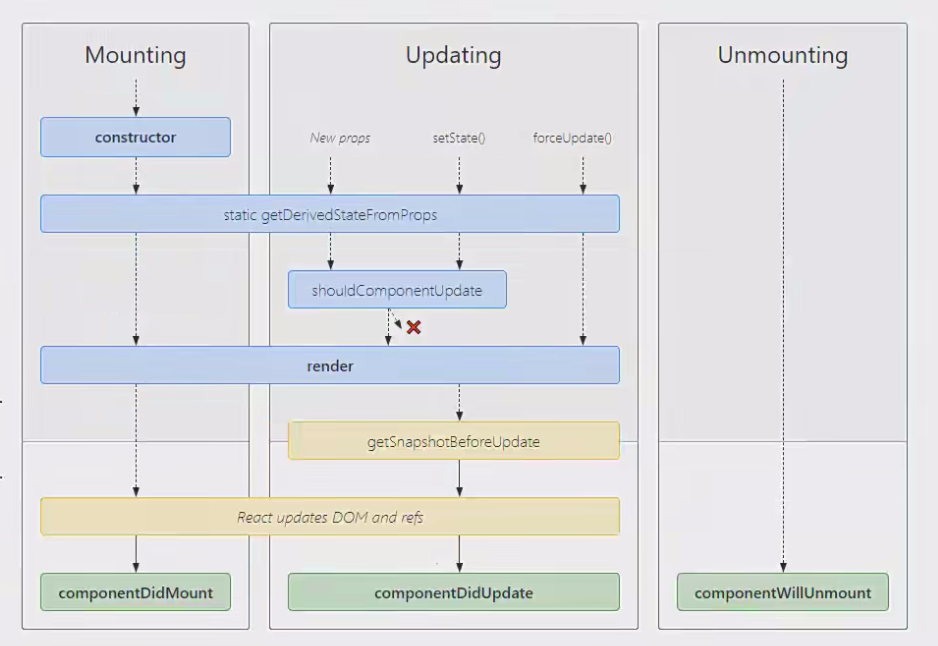 Mounting
Updating
Unmounting
constructor
New props
setState()
forceUpdate()
static getDerivedStateFromProps
shouldComponentUpdate
render
getSnapshotBeforeUpdate
React updates DOM and refs
componentDidMount
componentDidUpdate
componentWillUnmount